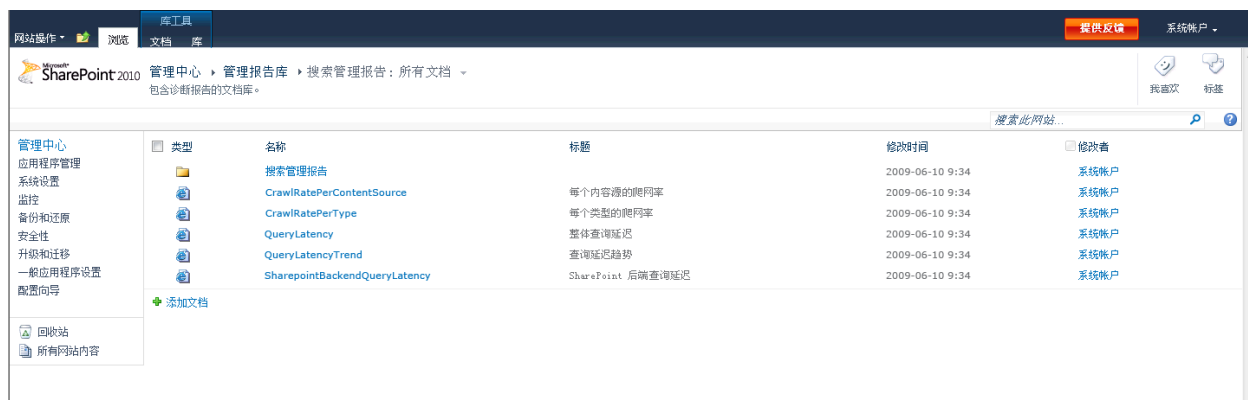 库工具
网站操作 浏览 文档 库 提供反馈 系统帐户
Microsoft
SharePoint 2010 管理中心 管理报告库 搜索管理报告: 所有文档
包含诊断报告的文档库。
我喜欢 标签
搜索此网站...
管理中心
应用程序管理
系统设置
监控
备份和还原
安全性
升级和迁移
一般应用程序设置
配置向导
回收站
所有网站内容
类型 名称 标题 修改时间 修改者
搜索管理报告 2009-06-10 9:34 系统帐户
CrawlRatePerContentSource 每个内容源的爬网率 2009-06-10 9:34 系统帐户
CrawlRatePerType 每个类型的爬网率 2009-06-10 9:34 系统帐户
QueryLatency 整体查询延迟 2009-06-10 9:34 系统帐户
QueryLatencyTrend 查询延迟趋势 2009-06-10 9:34 系统帐户
SharepointBackendQueryLatency SharePoint 后端查询延迟 2009-06-10 9:34 系统帐户
添加文档